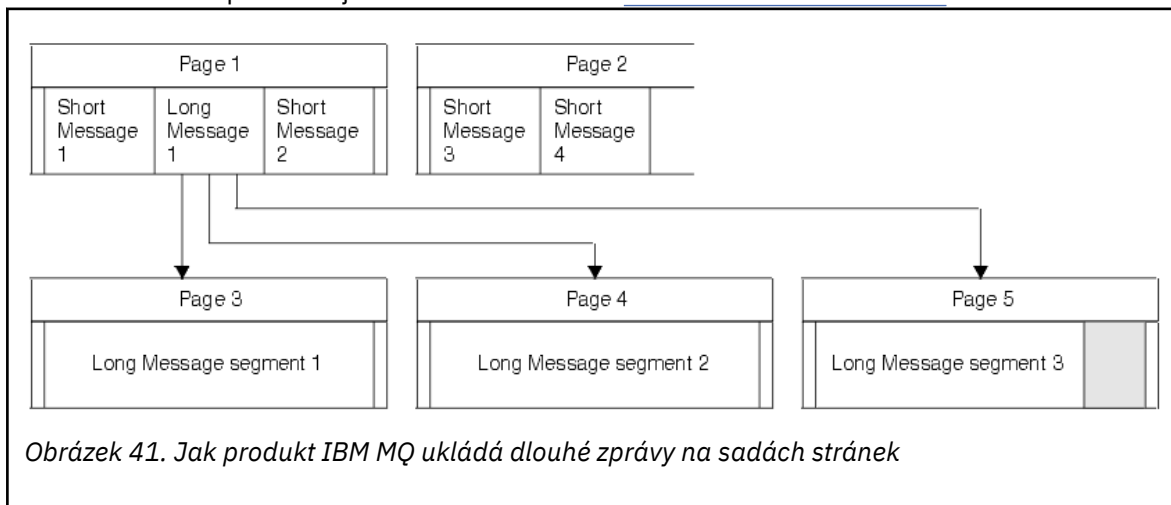 Page 1
Page 2
Short
Message
1
Long
Message
1
Short
Message
2
Short
Message
3
Short
Message
4
Page 3
Page 4
Page 5
Long Message segment 1
Long Message segment 2
Long Message segment 3
Obrázek 41. Jak produkt IBM MQ ukládá dlouhé zprávy na sadách stránek